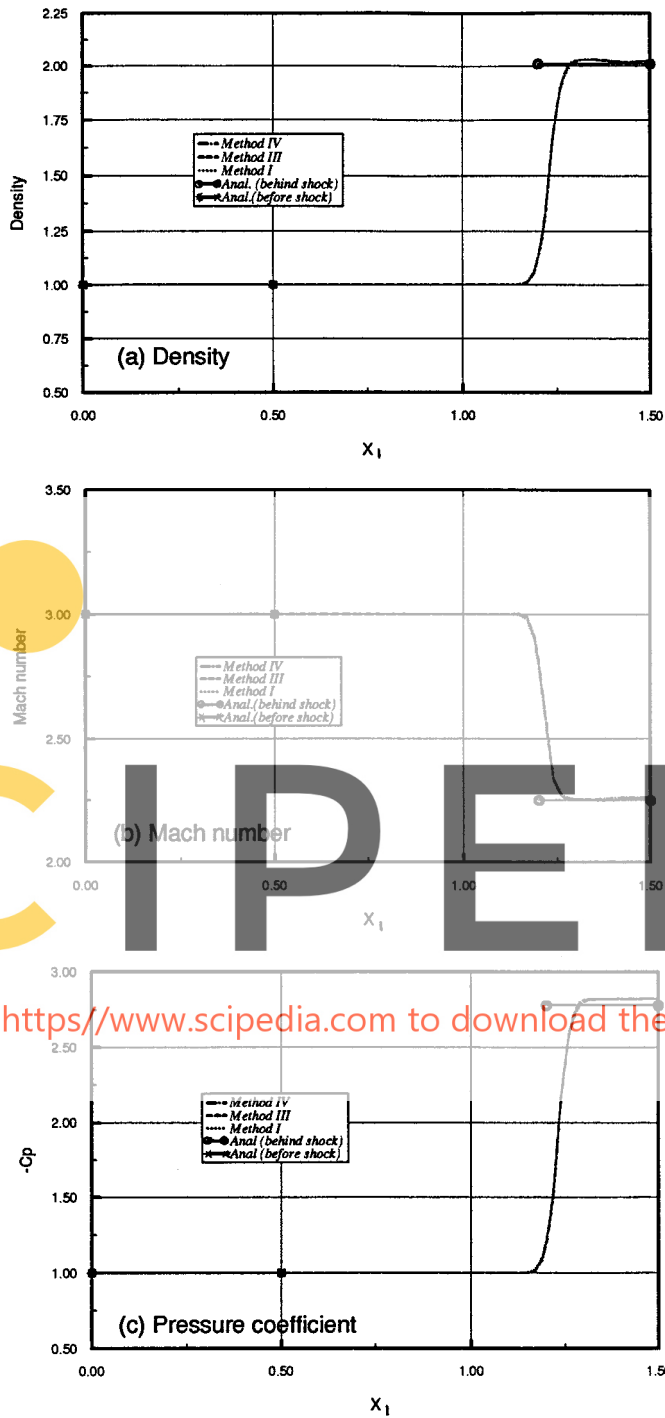 2.25
2.00
1.75
1.50
1.25
1.00
0.75
0.50
Density
Method IV
Method III
Method I
Anal. (behind shock)
Anal.(before shock)
(a) Density
0.00
0.50
1.00
1.50
X1
3.50
3.00
2.50
2.00
Mach number
Method IV
Method III
Method I
Anal.(behind shock)
Anal.(before shock)
(b) Mach number
0.00
0.50
1.00
1.50
X1
CIPE
3.00
https//www.scipedia.com to download the
2.50
2.00
1.50
1.00
0.50
-Cp
Method IV
Method III
Method I
Anal (behind shock)
Anal (before shock)
(c) Pressure coefficient
0.00
0.50
1.00
1.50
X1